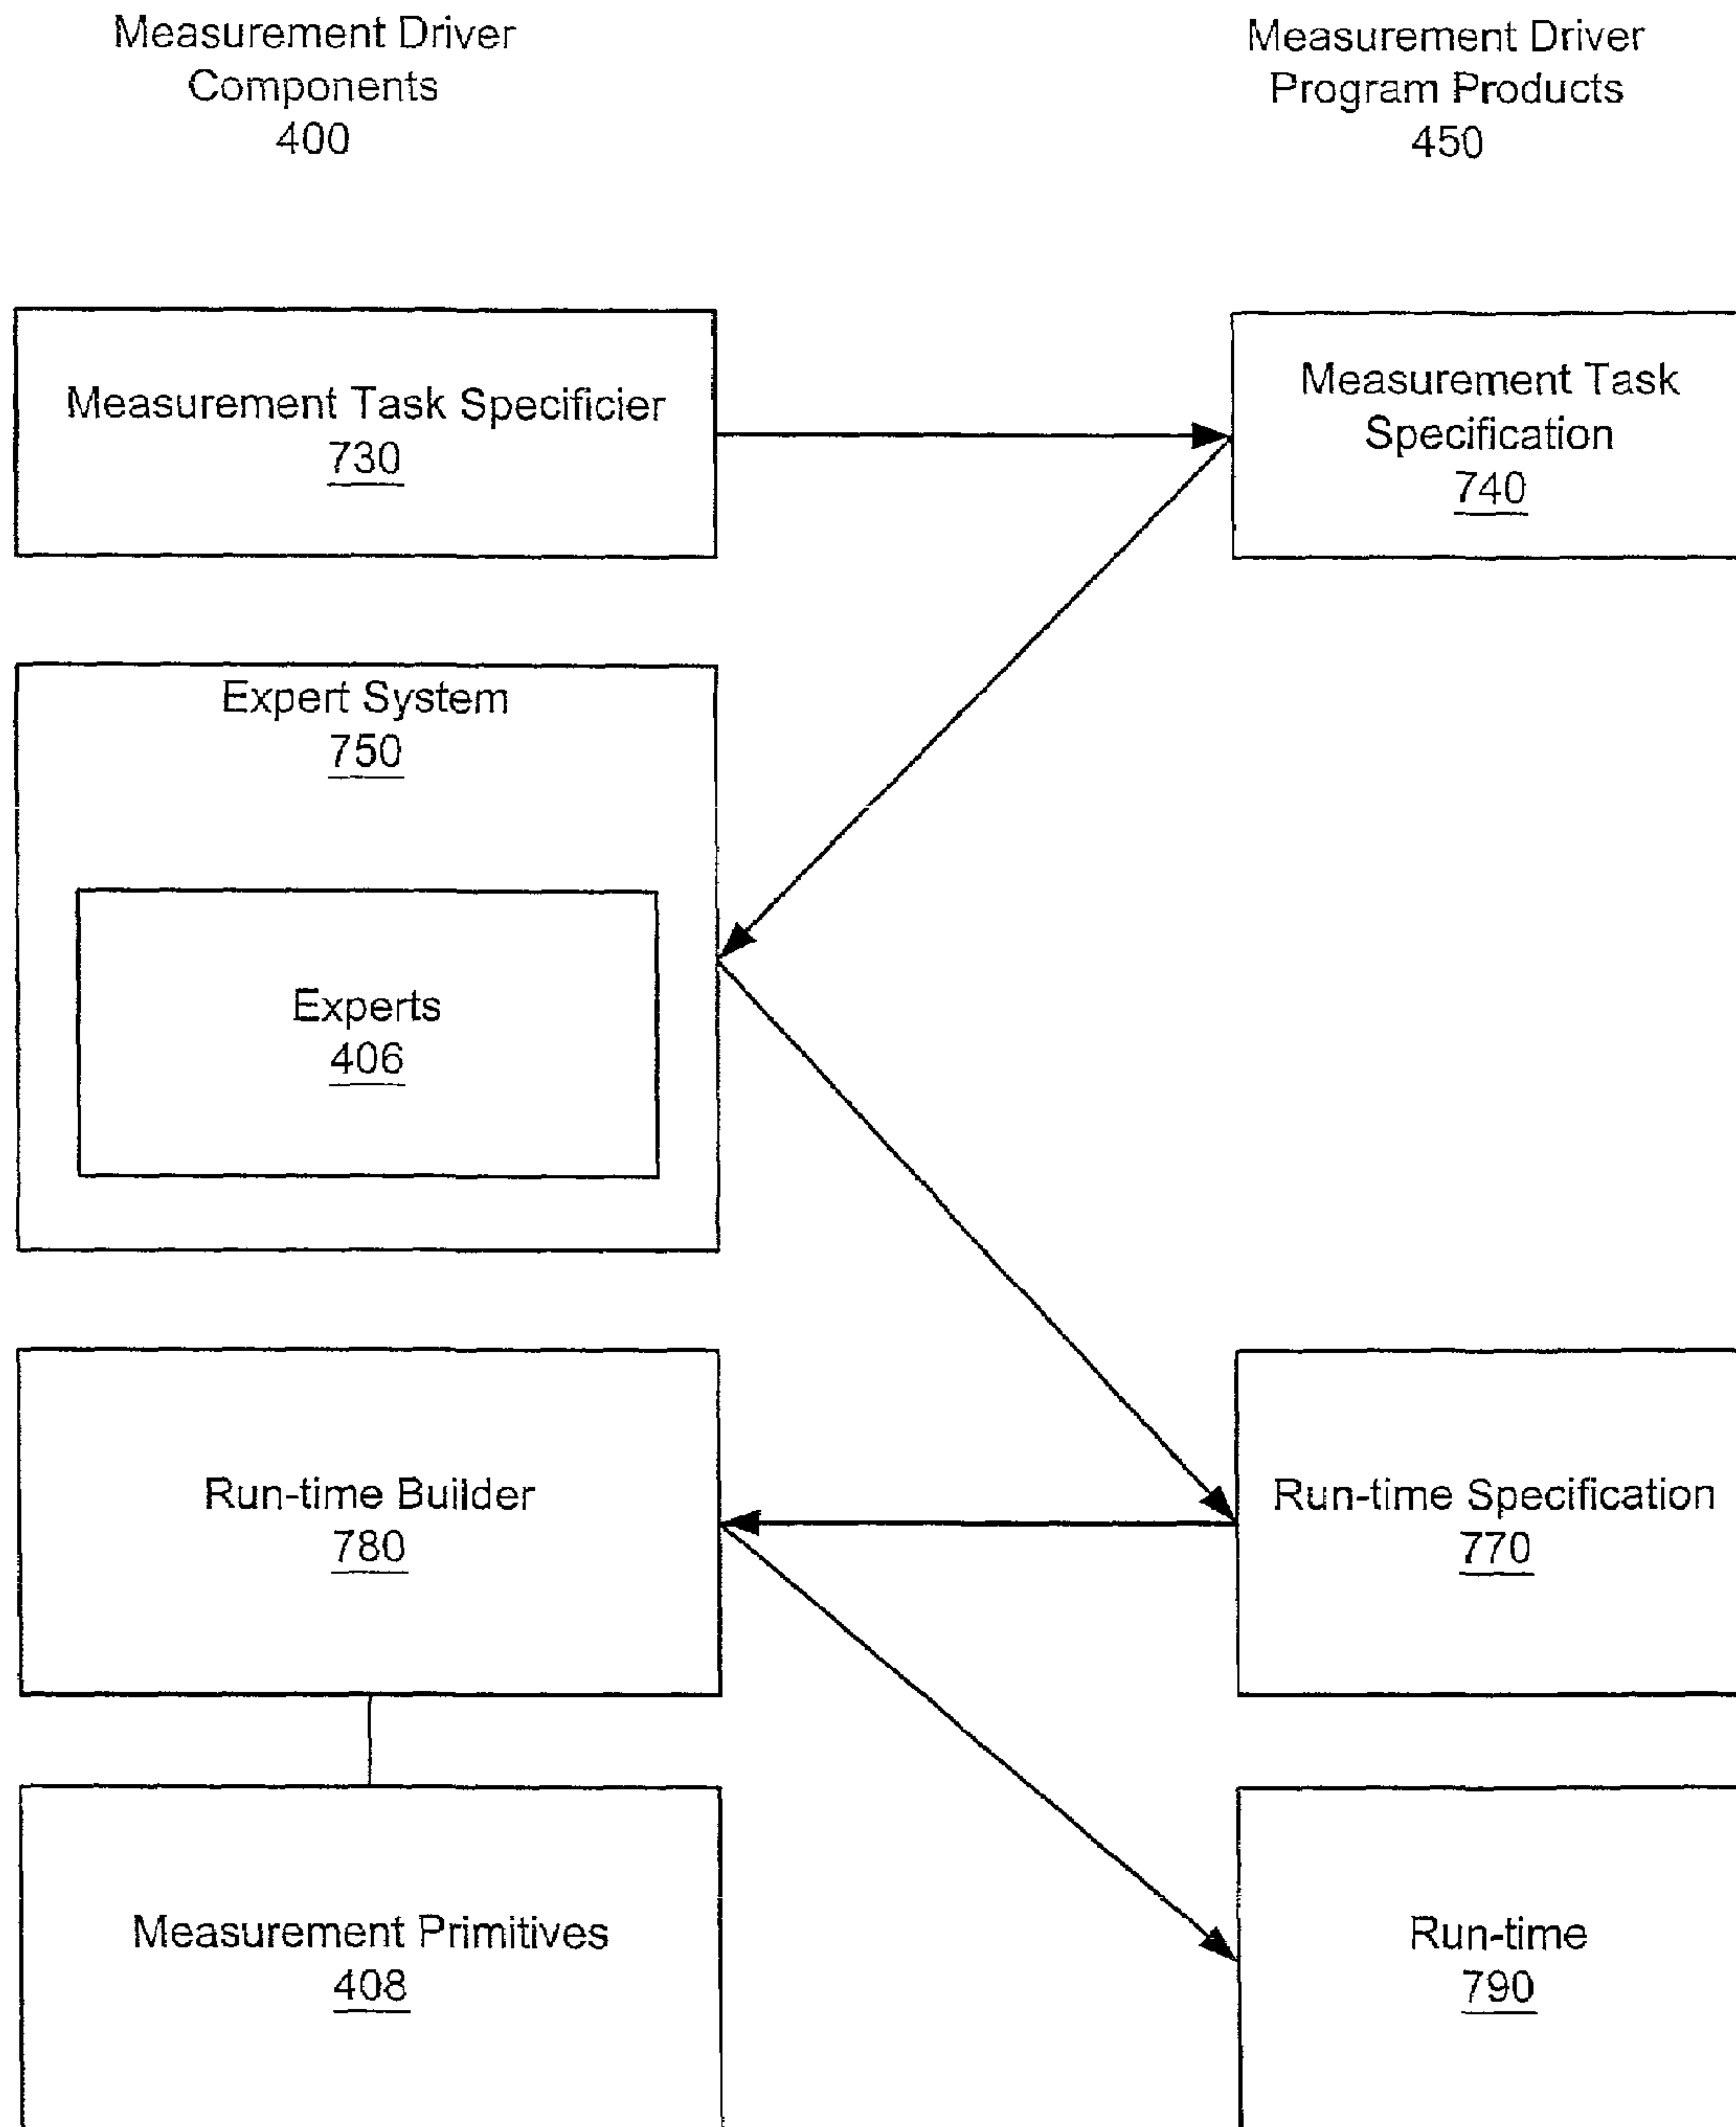 Measurement Driver
Components
400
Measurement Driver
Program Products
450
Measurement Task Specificier
730
Measurement Task
Specification
740
Expert System
750
Experts
406
Run-time Builder
780
Run-time Specification
770
Measurement Primitives
408
Run-time
790